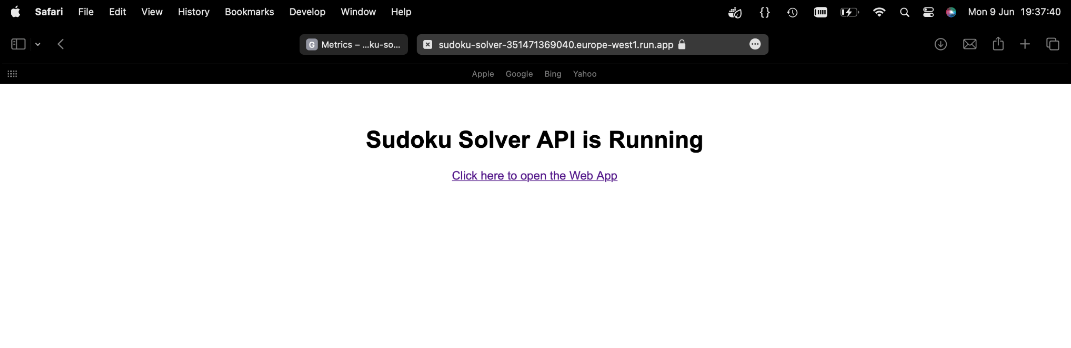 Safari File Edit View History Bookmarks Develop Window Help Mon 9 Jun 19:37:40
G Metrics – ...ku-so... sudoku-solver-351471369040.europe-west1.run.app
Apple Google Bing Yahoo
Sudoku Solver API is Running
Click here to open the Web App